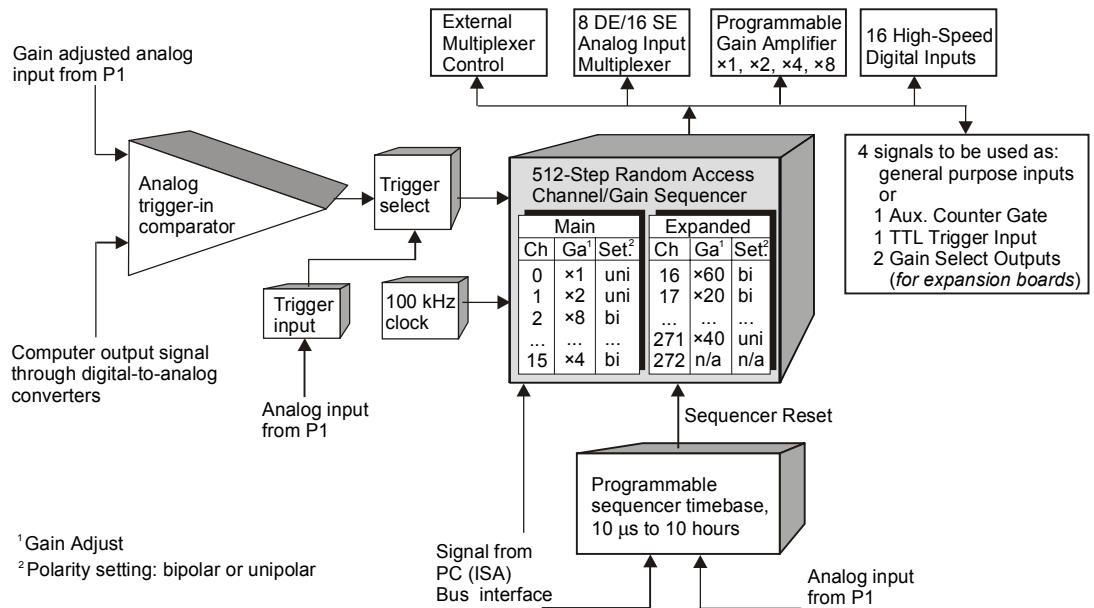 External
Multiplexer
Control
8 DE/16 SE
Analog Input
Multiplexer
Programmable
Gain Amplifier
×1, ×2, ×4, ×8
16 High-Speed
Digital Inputs
Gain adjusted analog
input from P1
Analog
trigger-in
comparator
Trigger
select
512-Step Random Access
Channel/Gain Sequencer
Main
Ch Ga¹ Set.²
0 ×1 uni
1 ×2 uni
2 ×8 bi
... ... ...
15 ×4 bi
Expanded
Ch Ga¹ Set.²
16 ×60 bi
17 ×20 bi
... ... ...
271 ×40 uni
272 n/a n/a
4 signals to be used as:
general purpose inputs
or
1 Aux. Counter Gate
1 TTL Trigger Input
2 Gain Select Outputs
(for expansion boards)
Trigger
input
100 kHz
clock
Computer output signal
through digital-to-analog
converters
Analog input
from P1
Sequencer Reset
Programmable
sequencer timebase,
10 µs to 10 hours
¹Gain Adjust
²Polarity setting: bipolar or unipolar
Signal from
PC (ISA)
Bus interface
Analog input
from P1